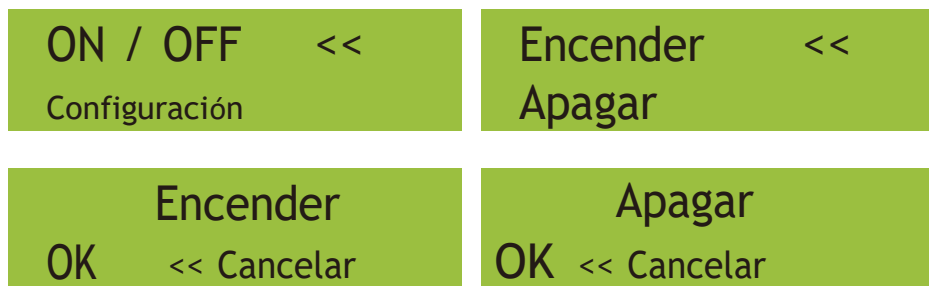 ON / OFF <<
Configuración
Encender <<
Apagar
Encender
OK << Cancelar
Apagar
OK << Cancelar